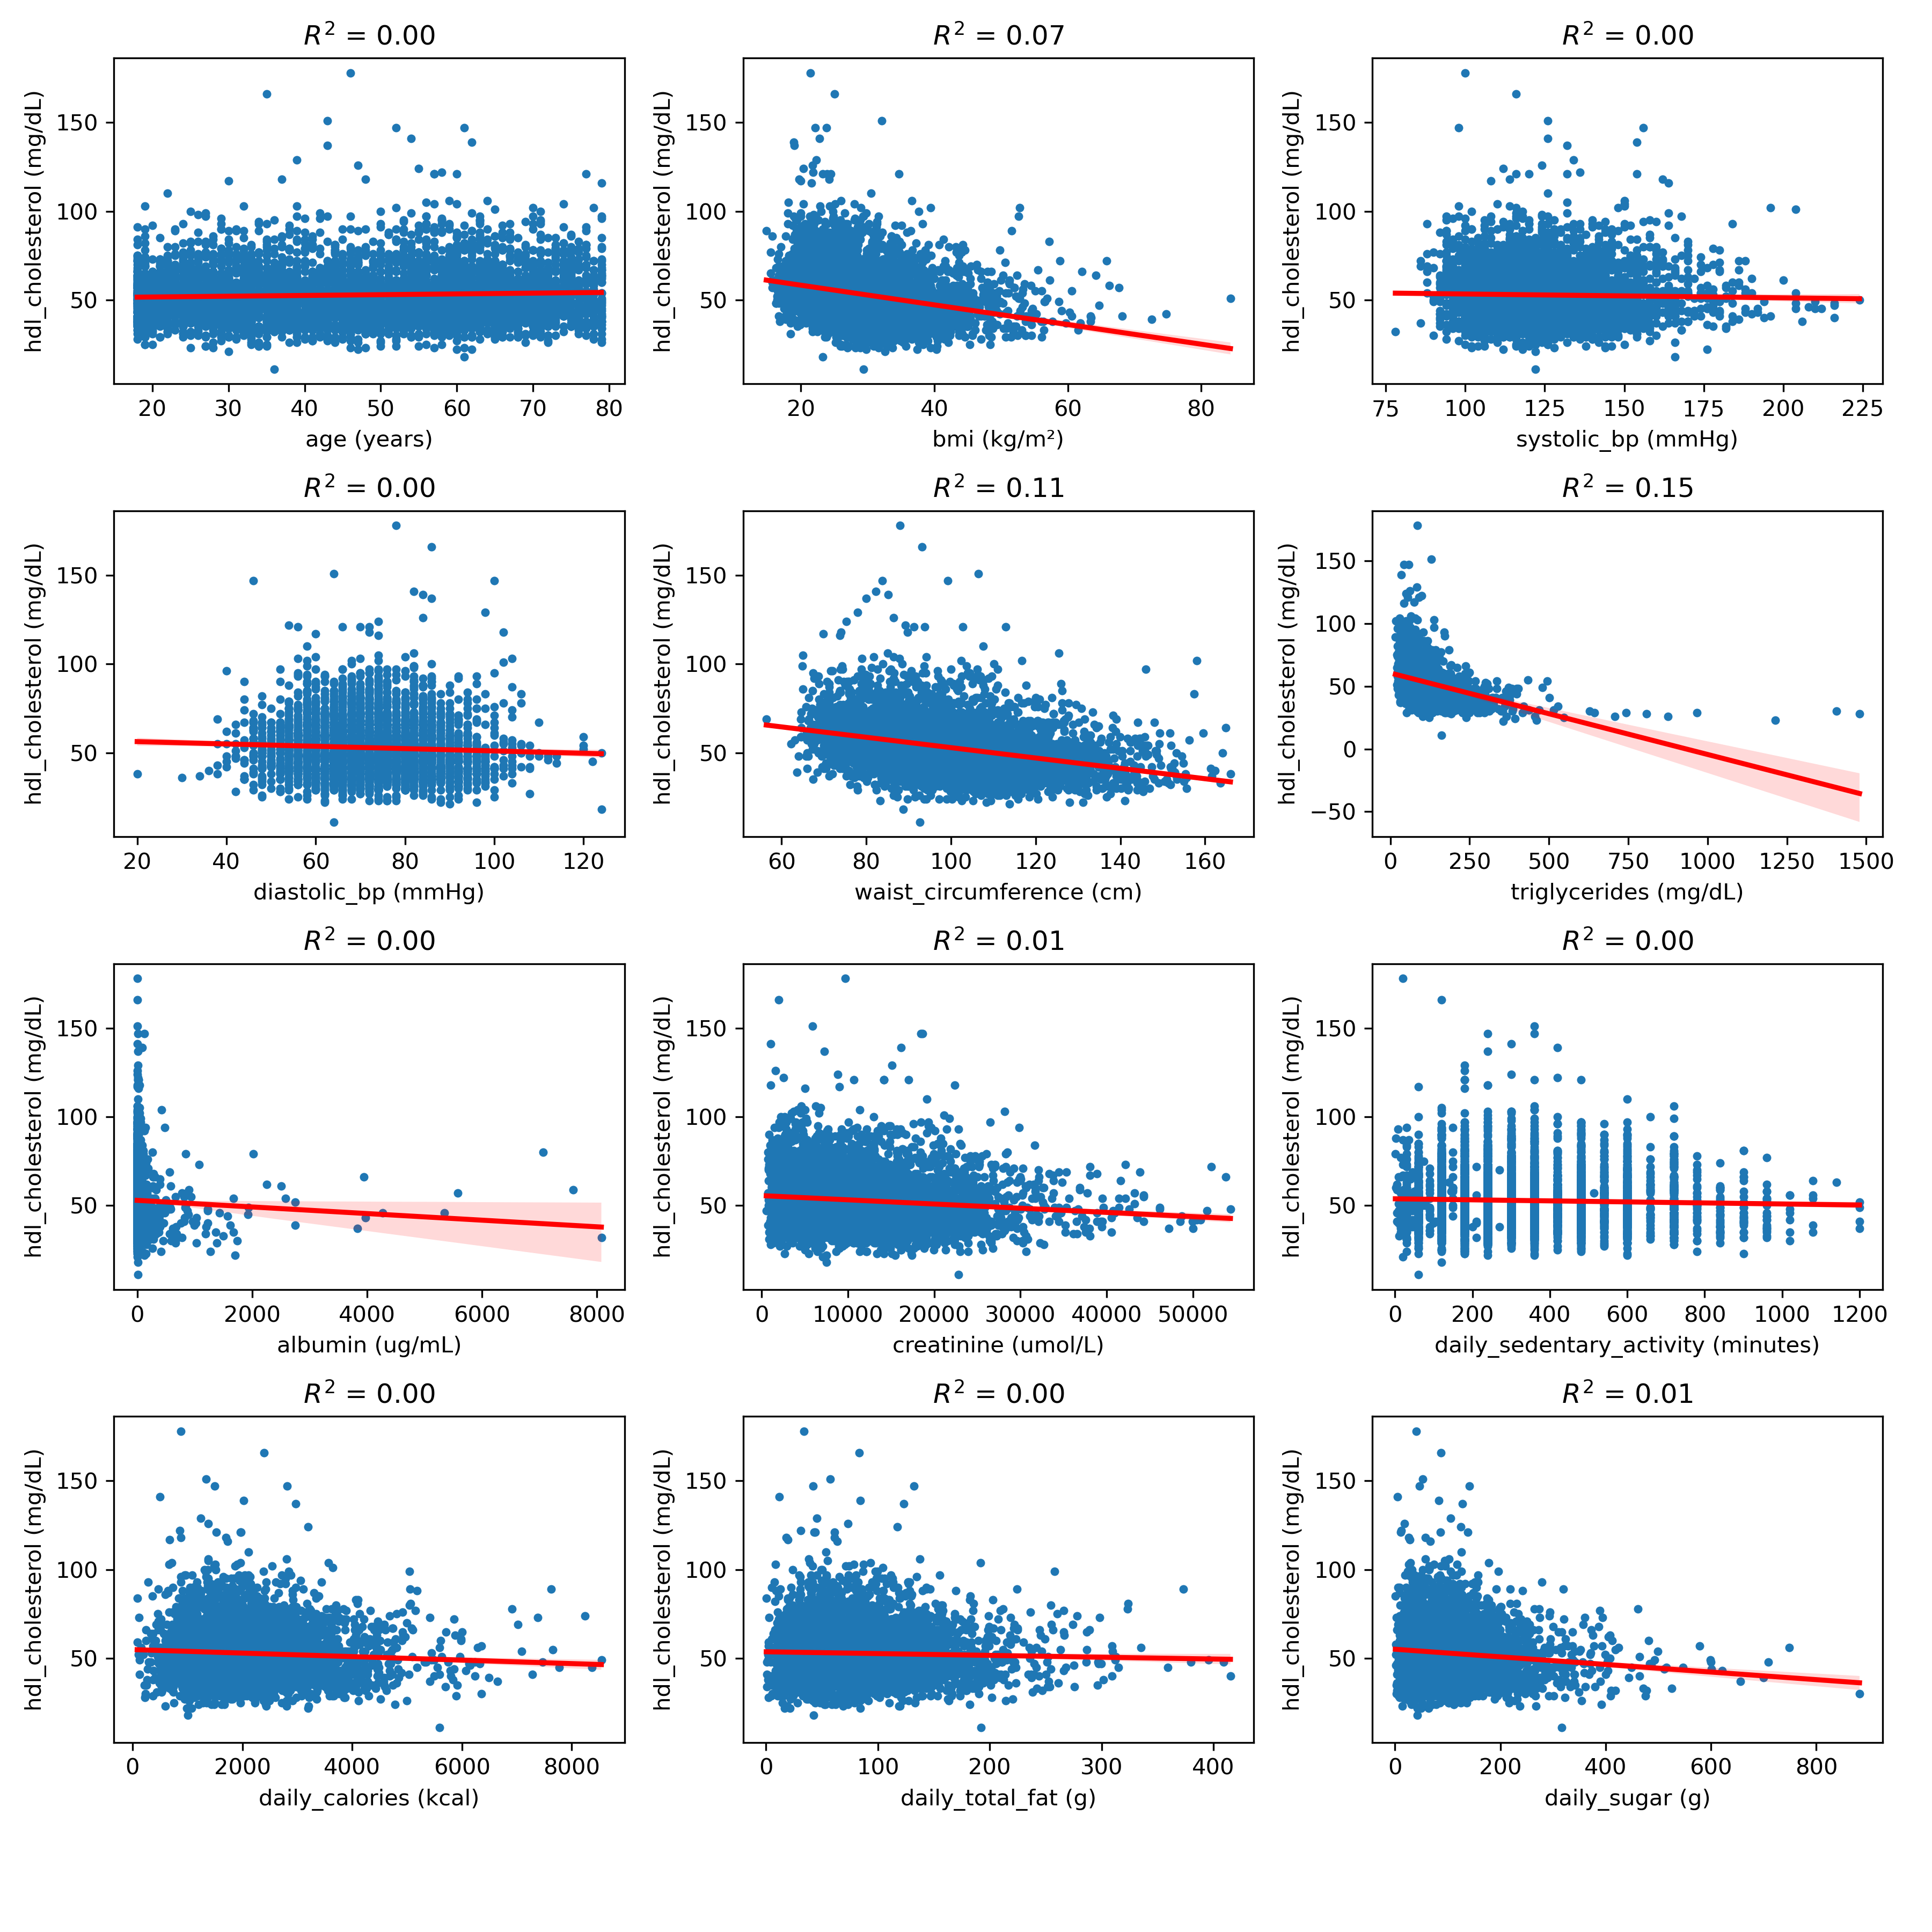 R² = 0.00
hdl_cholesterol (mg/dL)
150
100
50
20 30 40 50 60 70 80
age (years)
R² = 0.07
hdl_cholesterol (mg/dL)
150
100
50
20 40 60 80
bmi (kg/m²)
R² = 0.00
hdl_cholesterol (mg/dL)
150
100
50
75 100 125 150 175 200 225
systolic_bp (mmHg)
R² = 0.00
hdl_cholesterol (mg/dL)
150
100
50
20 40 60 80 100 120
diastolic_bp (mmHg)
R² = 0.11
hdl_cholesterol (mg/dL)
150
100
50
60 80 100 120 140 160
waist_circumference (cm)
R² = 0.15
hdl_cholesterol (mg/dL)
150
100
50
0
−50
0 250 500 750 1000 1250 1500
triglycerides (mg/dL)
R² = 0.00
hdl_cholesterol (mg/dL)
150
100
50
0 2000 4000 6000 8000
albumin (ug/mL)
R² = 0.01
hdl_cholesterol (mg/dL)
150
100
50
0 10000 20000 30000 40000 50000
creatinine (umol/L)
R² = 0.00
hdl_cholesterol (mg/dL)
150
100
50
0 200 400 600 800 1000 1200
daily_sedentary_activity (minutes)
R² = 0.00
hdl_cholesterol (mg/dL)
150
100
50
0 2000 4000 6000 8000
daily_calories (kcal)
R² = 0.00
hdl_cholesterol (mg/dL)
150
100
50
0 100 200 300 400
daily_total_fat (g)
R² = 0.01
hdl_cholesterol (mg/dL)
150
100
50
0 200 400 600 800
daily_sugar (g)